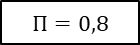 П = 0,8